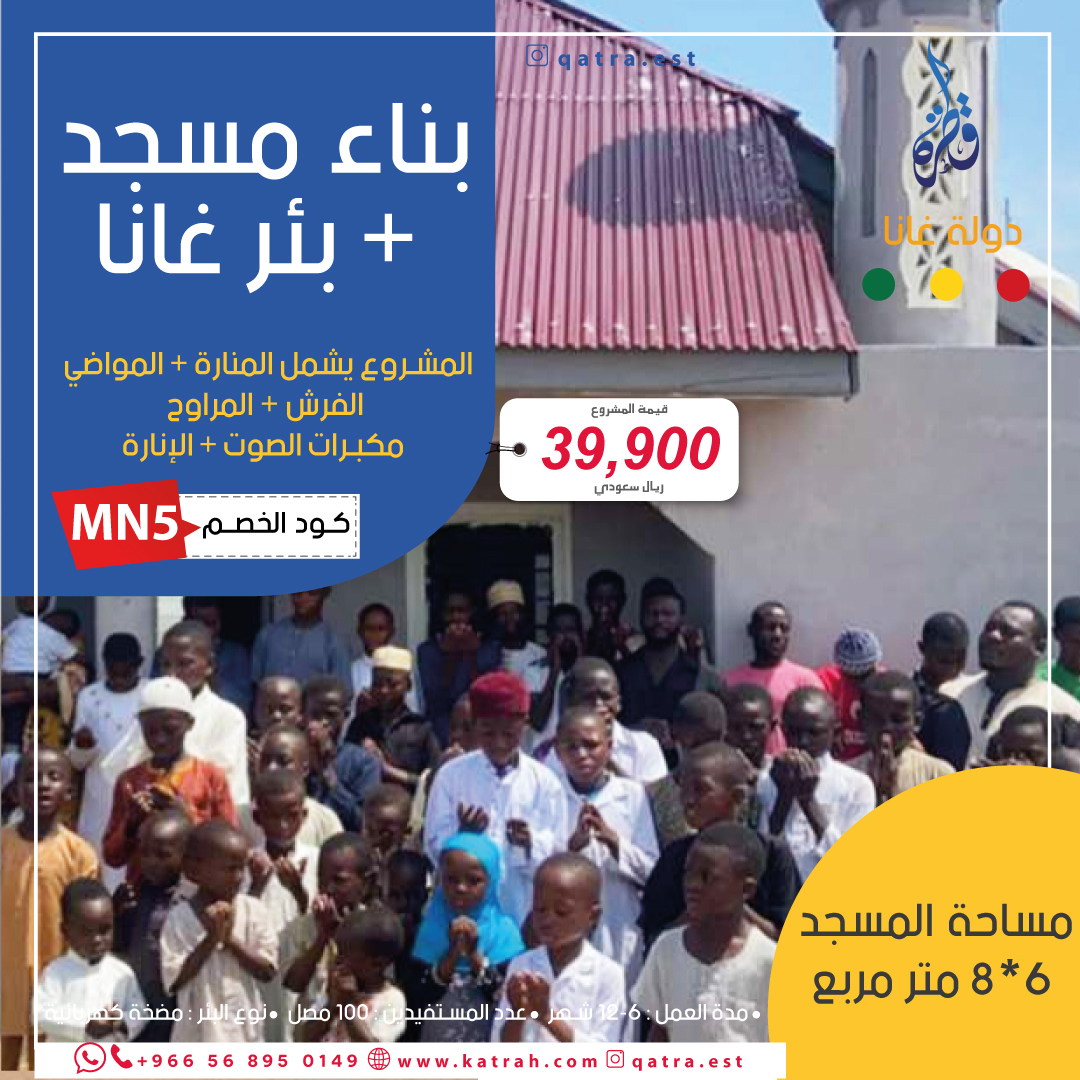 qatra.est
بناء مسجد
+ بئر غانا
قطرة
دولة غانا
المشروع يشمل المنارة + المواضي
الفرش + المراوح
مكبرات الصوت + الإنارة
قيمة المشروع
39,900
ريال سعودي
كود الخصم MN5
مساحة المسجد
6*8 متر مربع
•مدة العمل : 6-12 شهر •عدد المستفيدين : 100 مصل •نوع البئر : مضخة كهربائية
+966 56 895 0149 www.katrah.com qatra.est